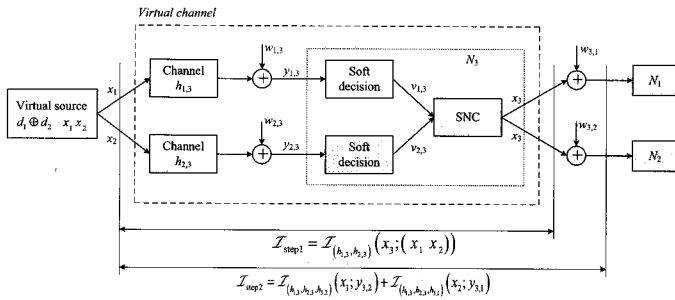 Virtual channel
Virtual source
d₁ ⊕ d₂ x₁ x₂
x₁
x₂
Channel
h₁,₃
w₁,₃
y₁,₃
Soft
decision
v₁,₃
N₃
Channel
h₂,₃
w₂,₃
y₂,₃
Soft
decision
v₂,₃
SNC
x₃
x₃
w₃,₁
N₁
w₃,₂
N₂
𝓘step1 = 𝓘(h₁,₃,h₂,₃) (x₃;( x₁ x₂))
𝓘step2 = 𝓘(h₁,₃,h₂,₃,h₃,₂) (x₁; y₃,₂) + 𝓘(h₁,₃,h₂,₃,h₃,₁) (x₂; y₃,₁)